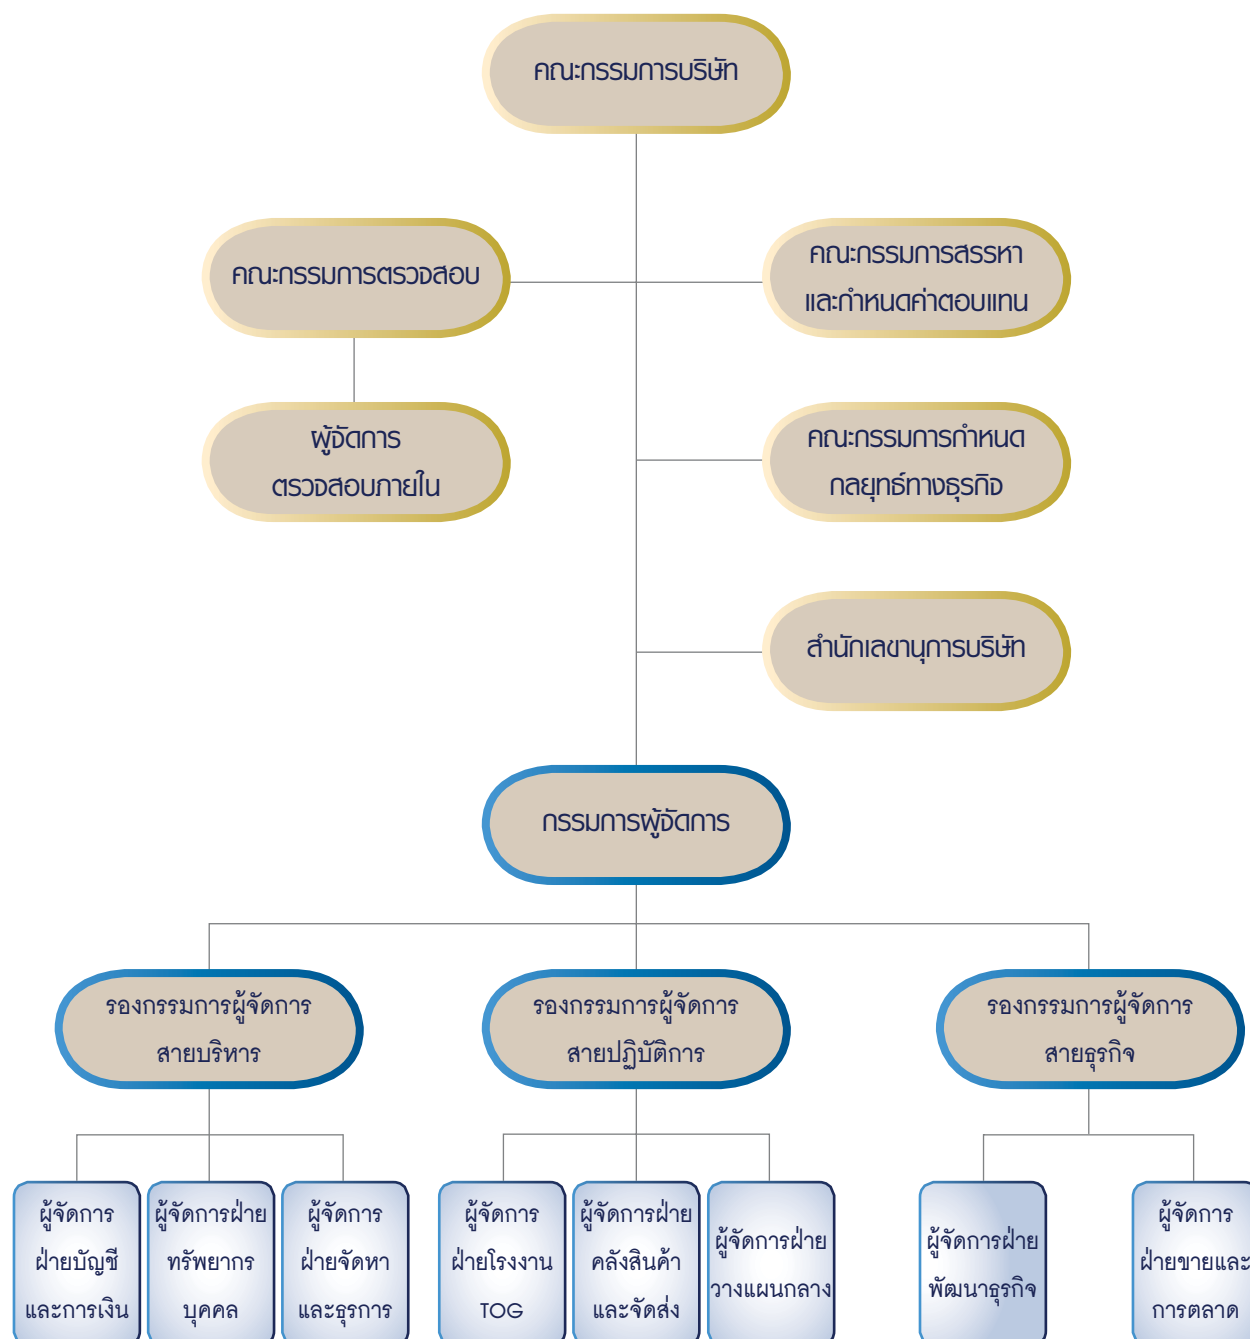 คณะกรรมการบริษัท
คณะกรรมการตรวจสอบ
คณะกรรมการสรรหา
และกำหนดค่าตอบแทน
ผู้จัดการ
ตรวจสอบภายใน
คณะกรรมการกำหนด
กลยุทธ์ทางธุรกิจ
สำนักเลขานุการบริษัท
กรรมการผู้จัดการ
รองกรรมการผู้จัดการ
สายบริหาร
รองกรรมการผู้จัดการ
สายปฏิบัติการ
รองกรรมการผู้จัดการ
สายธุรกิจ
ผู้จัดการ
ฝ่ายบัญชี
และการเงิน
ผู้จัดการฝ่าย
ทรัพยากร
บุคคล
ผู้จัดการ
ฝ่ายจัดหา
และธุรการ
ผู้จัดการ
ฝ่ายโรงงาน
TOG
ผู้จัดการฝ่าย
คลังสินค้า
และจัดส่ง
ผู้จัดการฝ่าย
วางแผนกลาง
ผู้จัดการฝ่าย
พัฒนาธุรกิจ
ผู้จัดการ
ฝ่ายขายและ
การตลาด